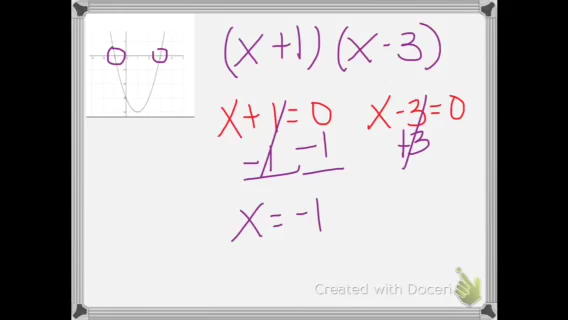 (x+1)(x-3)
x+1=0 x-3=0
-1 -1 +3
x=-1
Created with Doceri